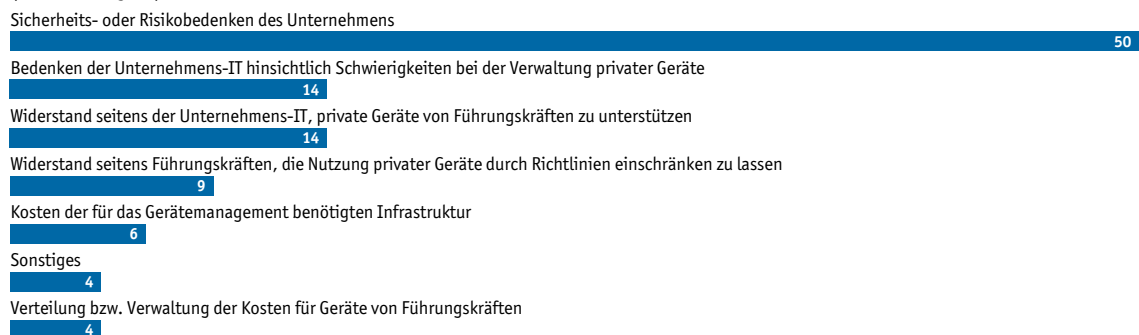 Sicherheits- oder Risikobedenken des Unternehmens
50
Bedenken der Unternehmens-IT hinsichtlich Schwierigkeiten bei der Verwaltung privater Geräte
14
Widerstand seitens der Unternehmens-IT, private Geräte von Führungskräften zu unterstützen
14
Widerstand seitens Führungskräften, die Nutzung privater Geräte durch Richtlinien einschränken zu lassen
9
Kosten der für das Gerätemanagement benötigten Infrastruktur
6
Sonstiges
4
Verteilung bzw. Verwaltung der Kosten für Geräte von Führungskräften
4